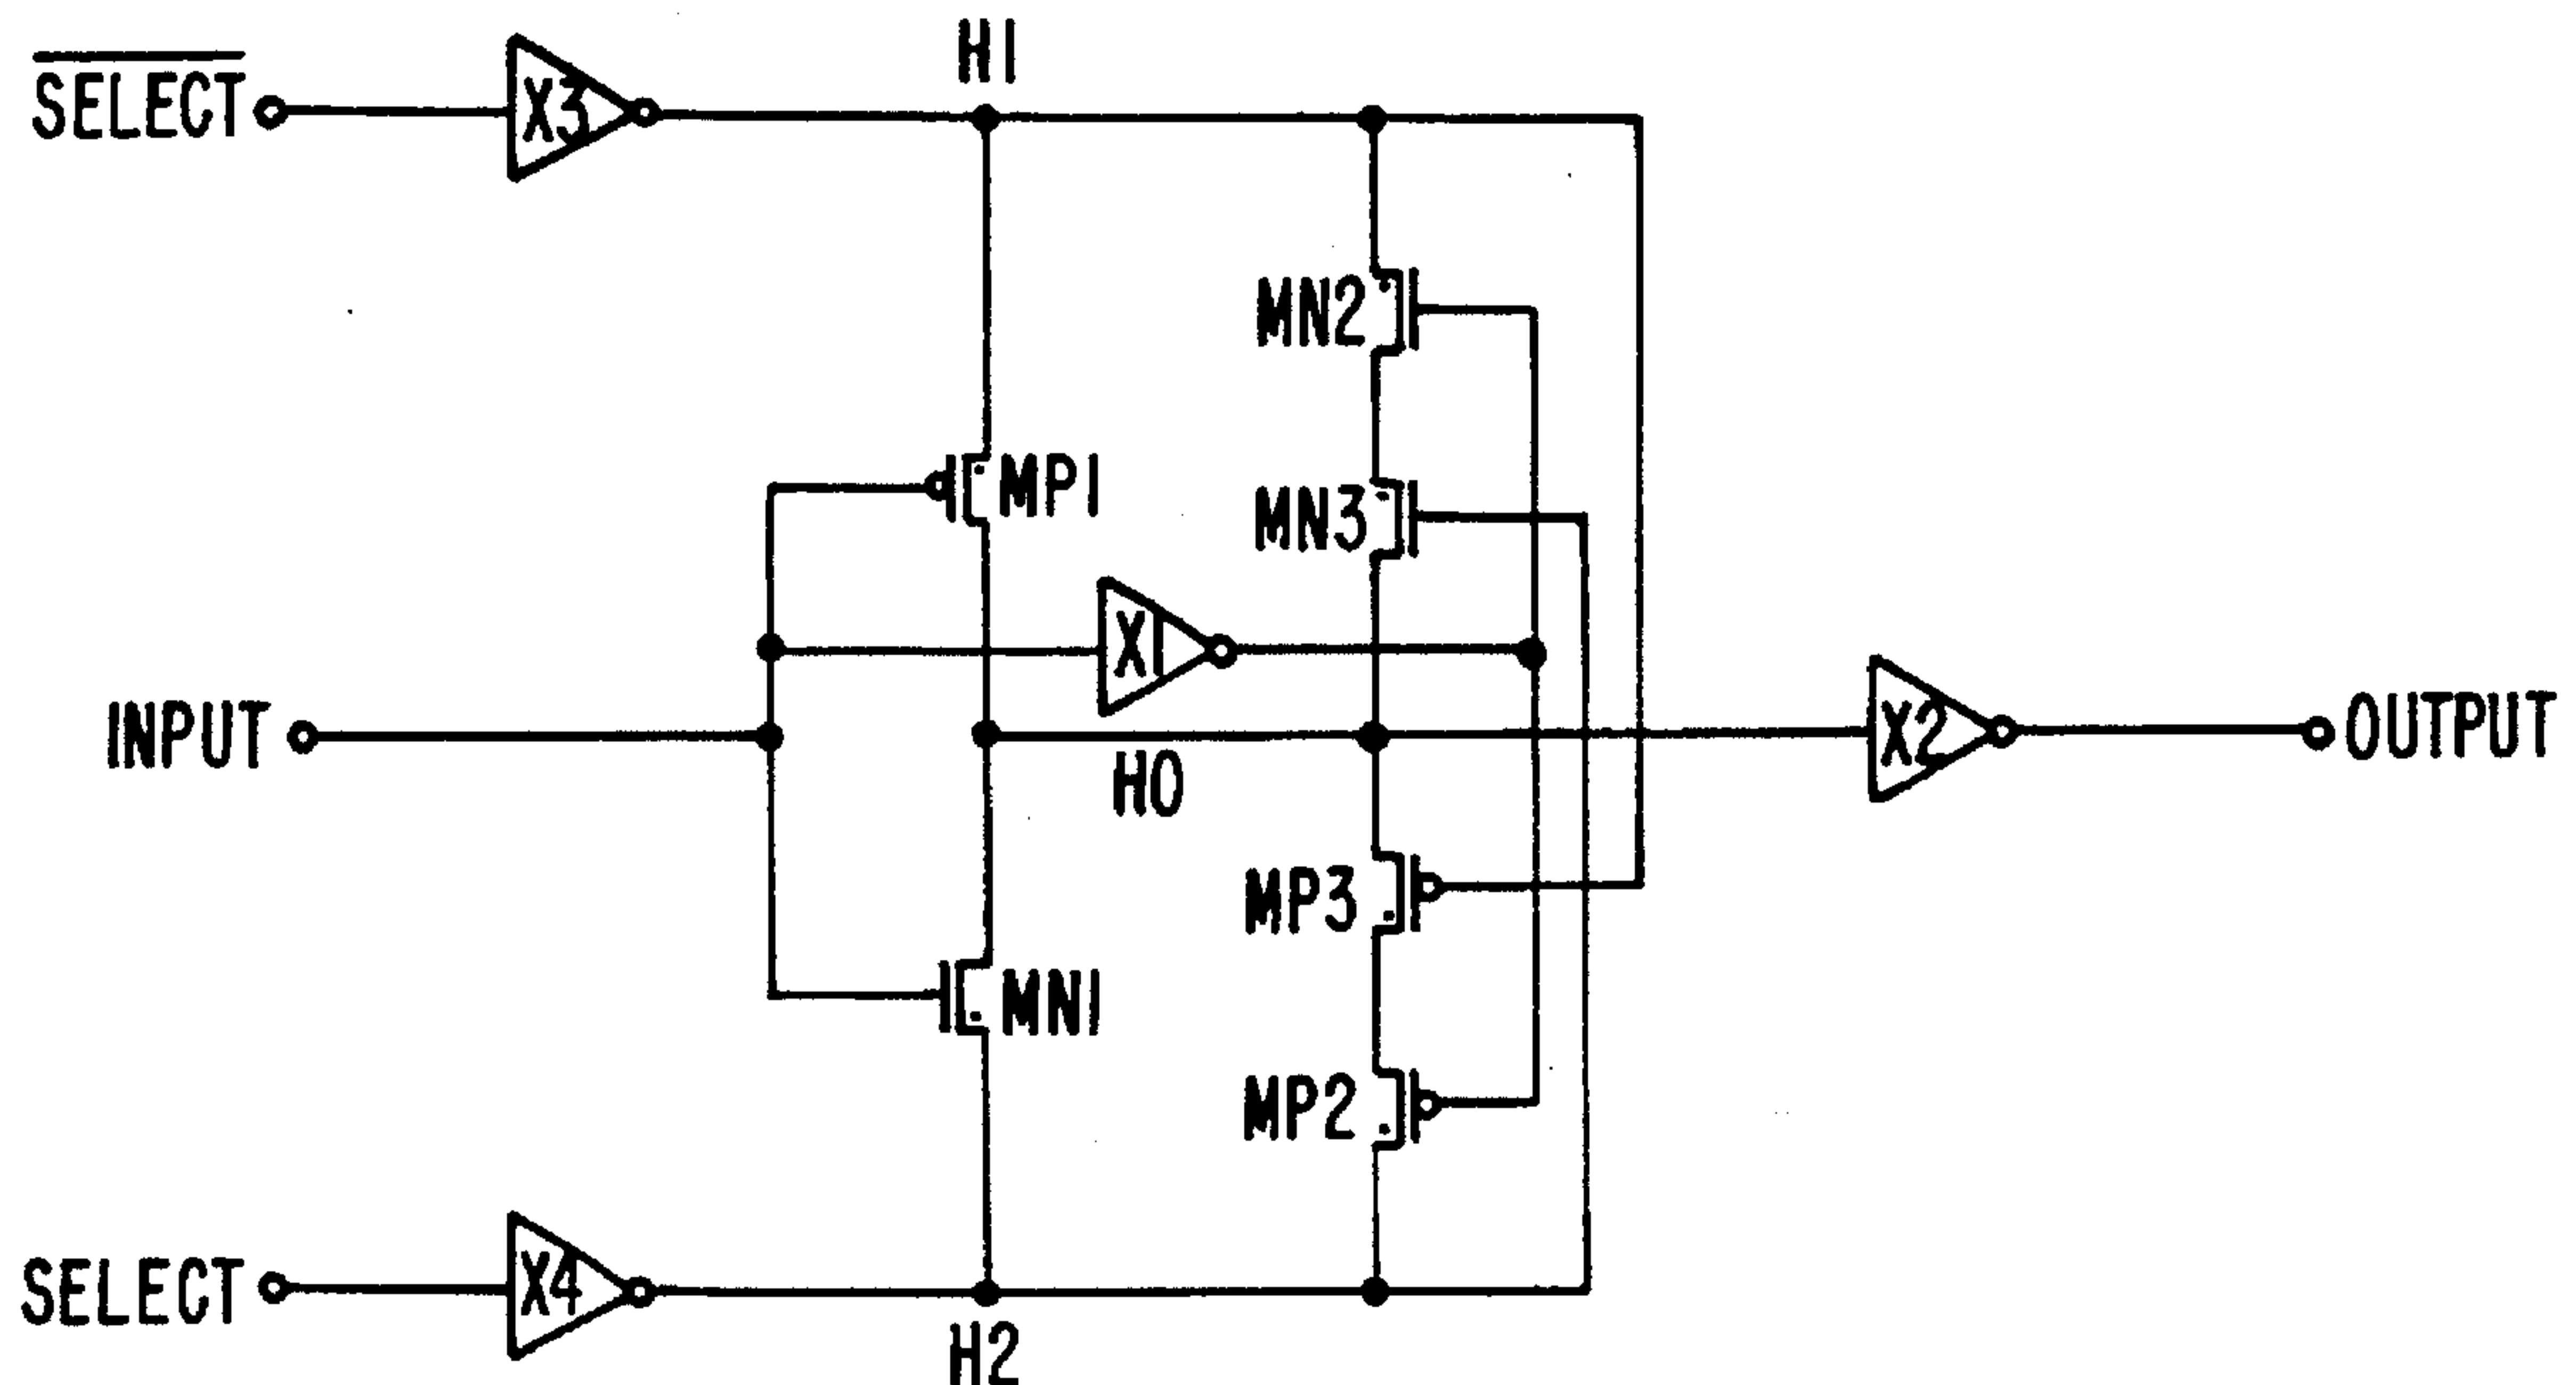 H1
SELECT
X3
MN2
MP1
MN3
X1
INPUT
X2
OUTPUT
H0
MP3
MN1
MP2
SELECT
X4
H2